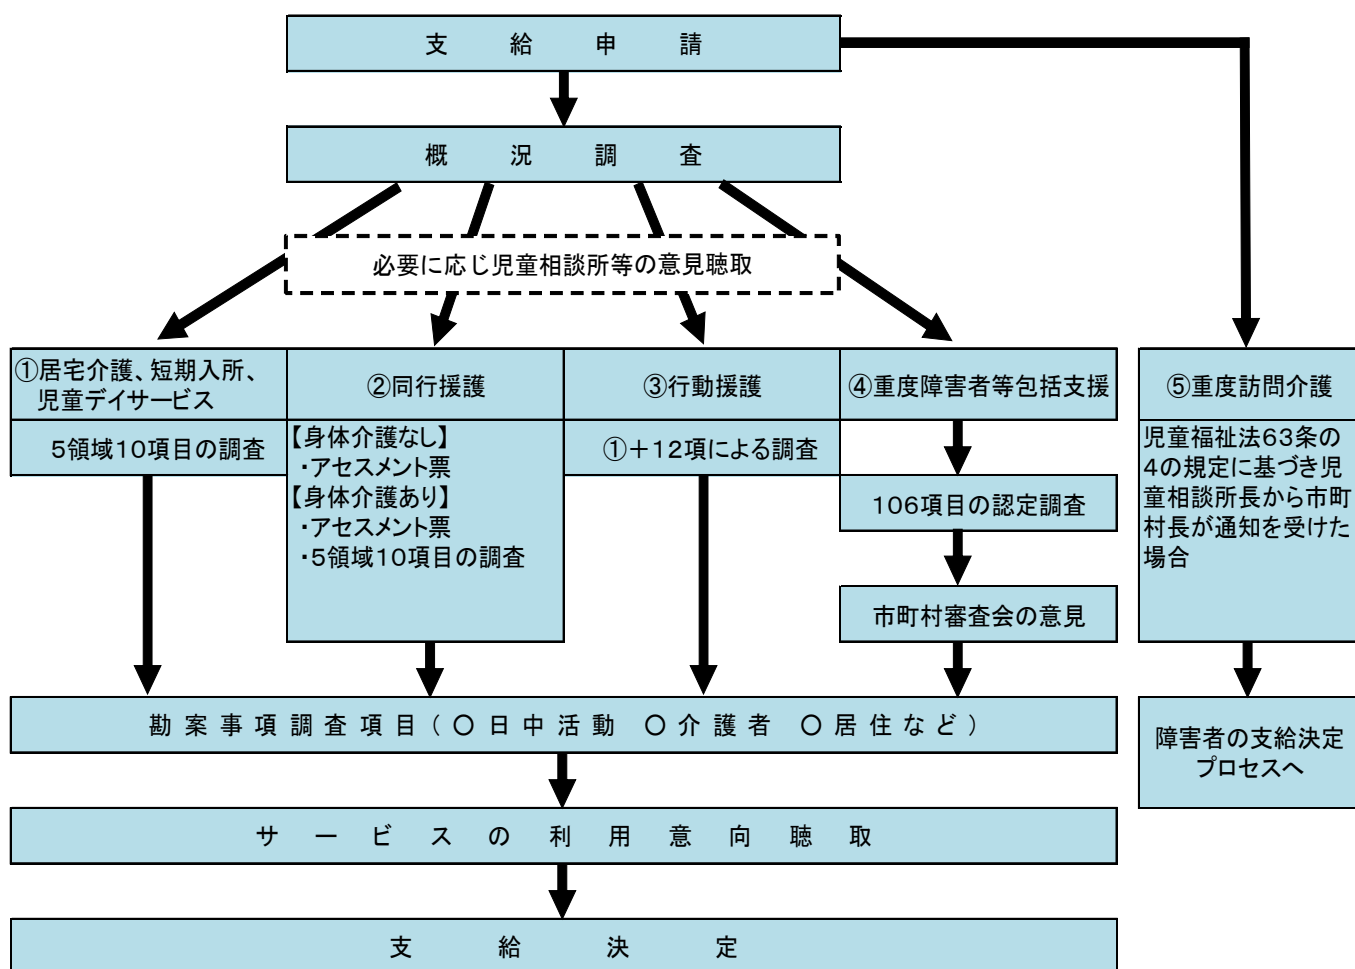 支給申請
概況調査
必要に応じ児童相談所等の意見聴取
①居宅介護、短期入所、
児童デイサービス
5領域10項目の調査
②同行援護
【身体介護なし】
・アセスメント票
【身体介護あり】
・アセスメント票
・5領域10項目の調査
③行動援護
①+12項による調査
④重度障害者等包括支援
106項目の認定調査
市町村審査会の意見
⑤重度訪問介護
児童福祉法63条の
4の規定に基づき児
童相談所長から市町
村長が通知を受けた
場合
勘案事項調査項目(○日中活動 ○介護者 ○居住など)
障害者の支給決定
プロセスへ
サービスの利用意向聴取
支給決定